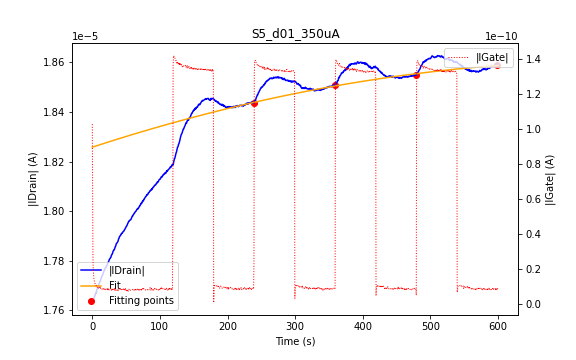 S5_d01_350uA
1e−5
1e−10
|IGate|
1.86
1.84
1.82
1.80
1.78
1.76
|IDrain| (A)
1.4
1.2
1.0
0.8
0.6
0.4
0.2
0.0
|IGate| (A)
|IDrain|
Fit
Fitting points
0
100
200
300
400
500
600
Time (s)